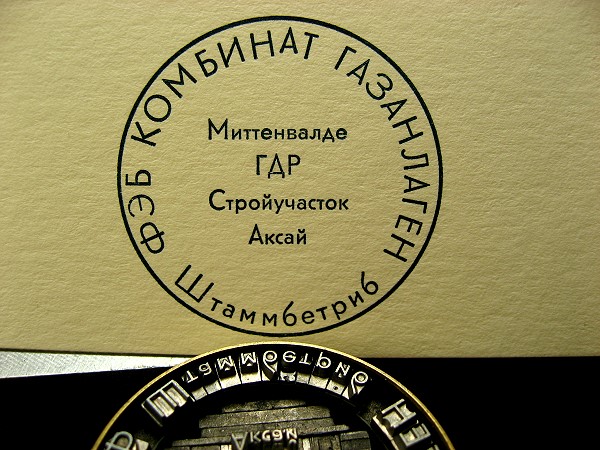 ФЭБ КОМБИНАТ ГАЗАНЛАГЕН
Миттенвалде
ГДР
Стройучасток
Аксай
Штаммбетриб